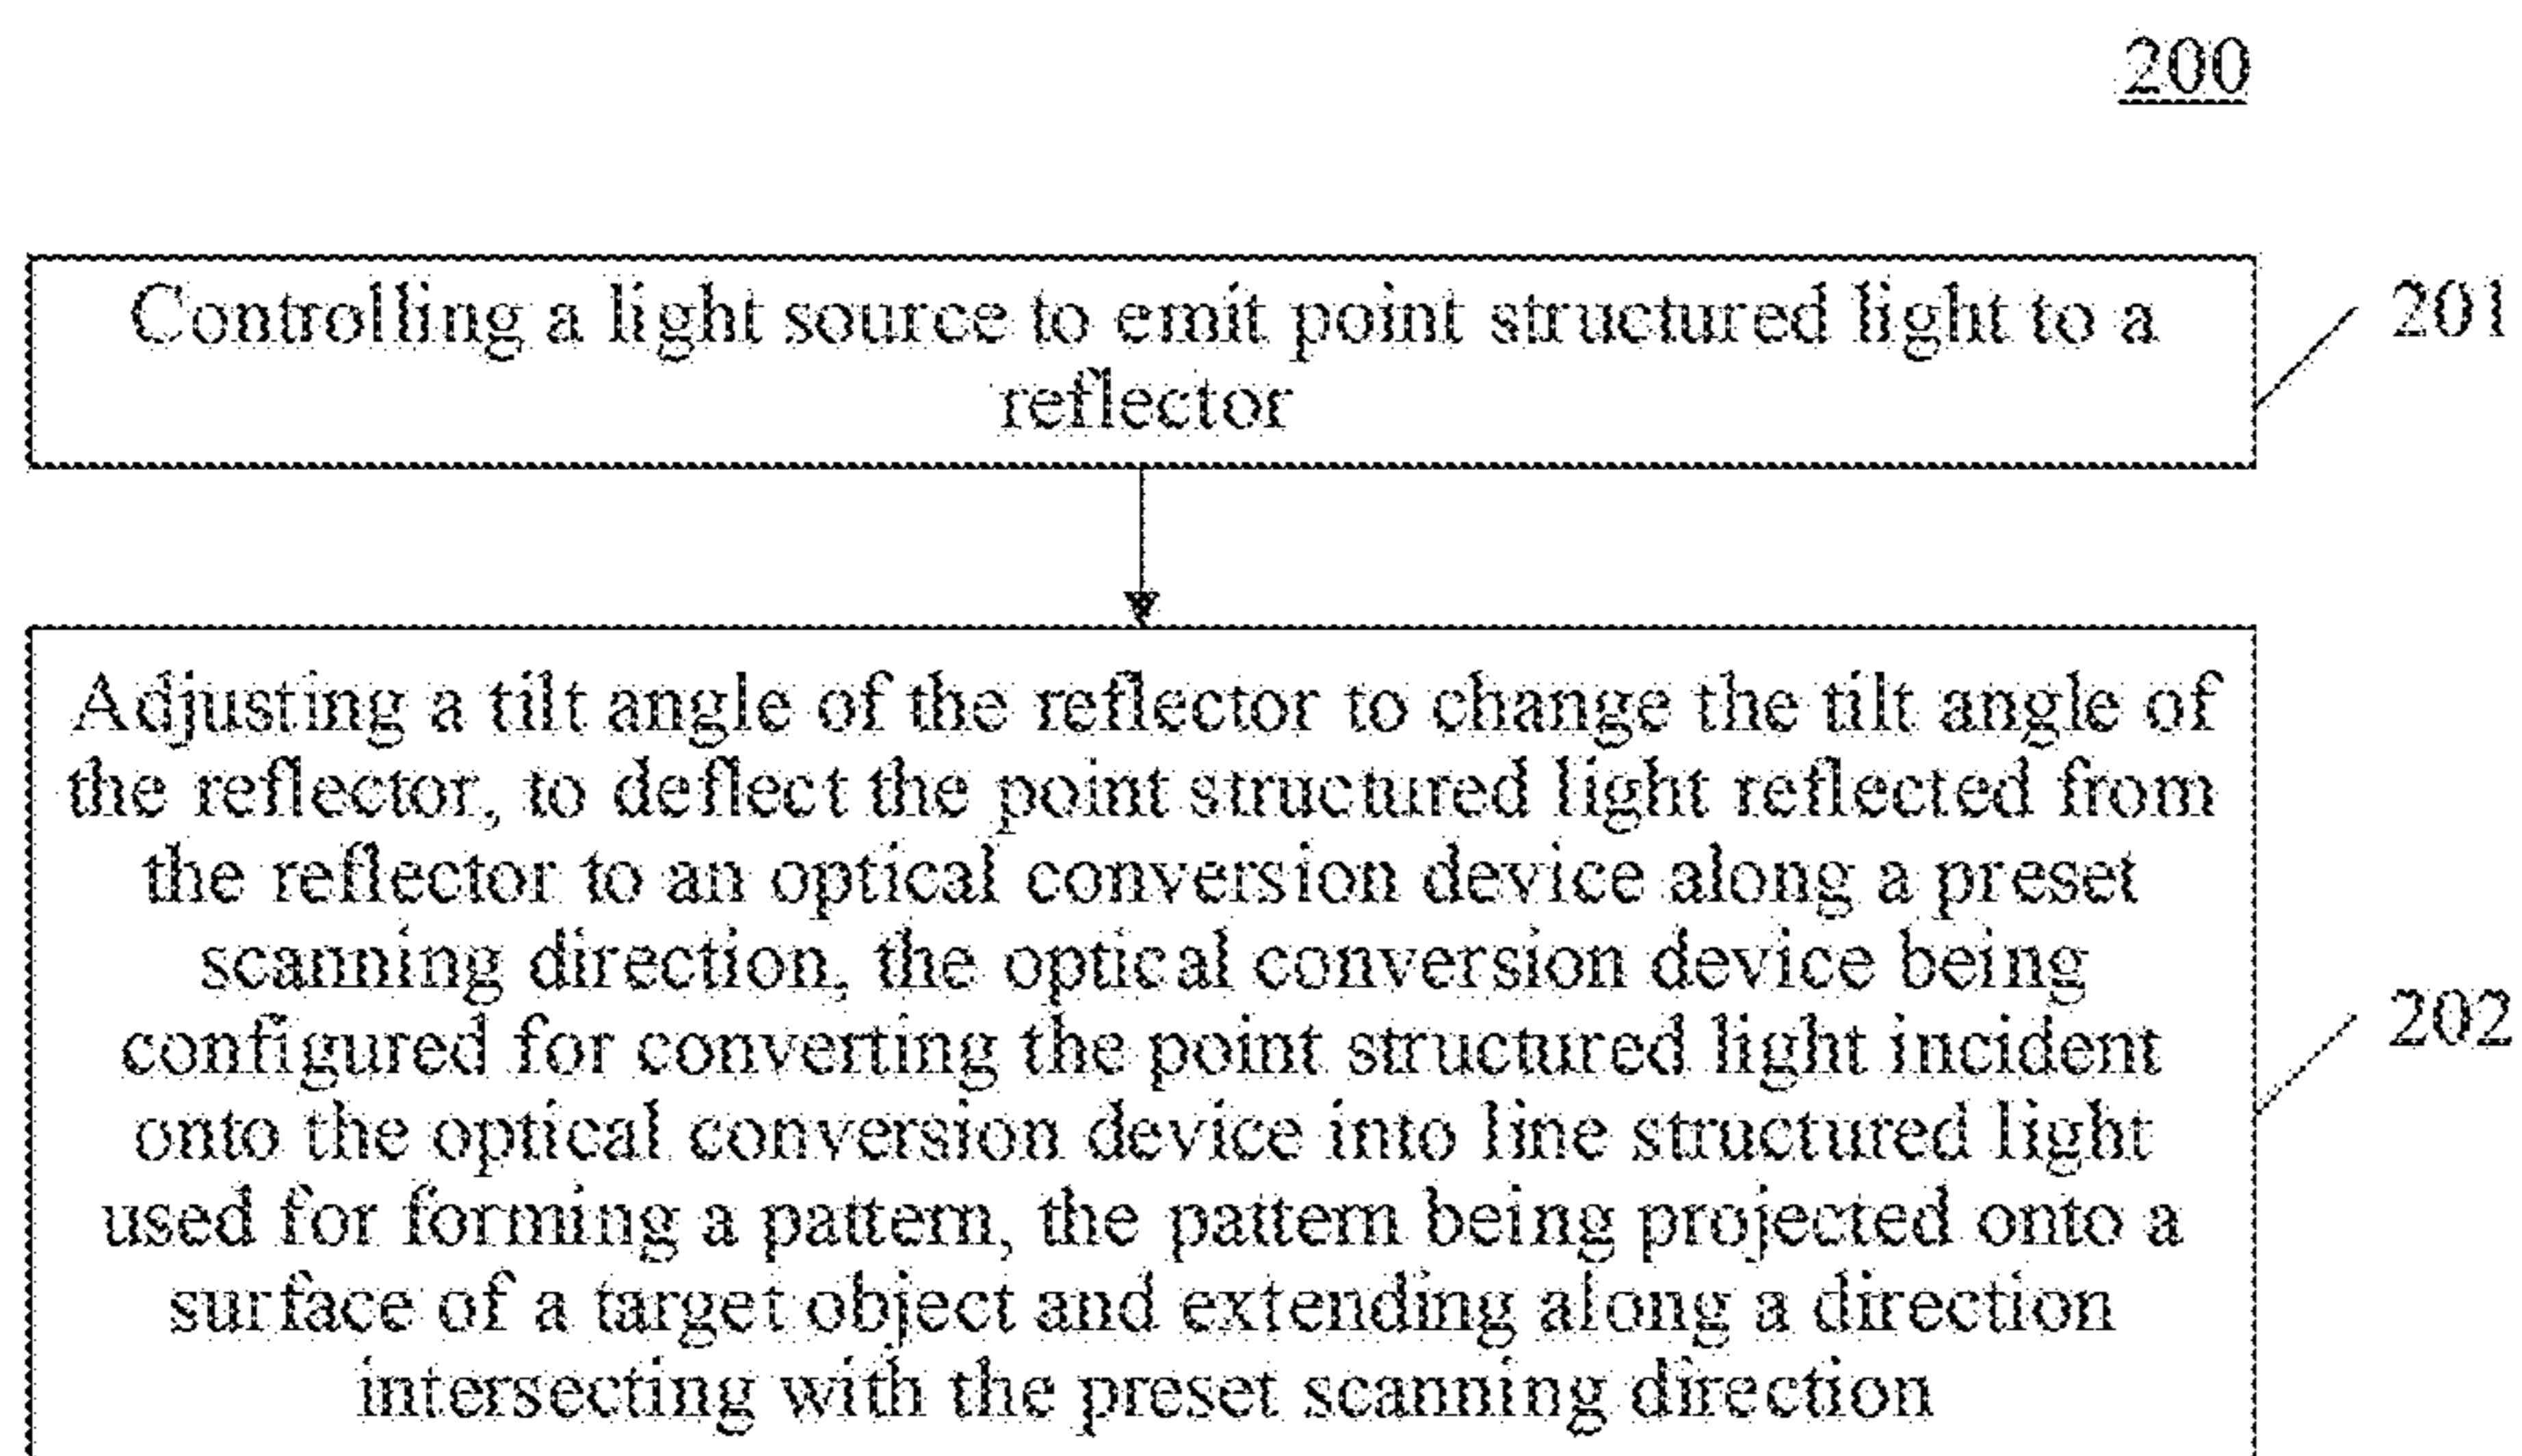 200
Controlling a light source to emit point structured light to a
reflector
201
Adjusting a tilt angle of the reflector to change the tilt angle of
the reflector, to deflect the point structured light reflected from
the reflector to an optical conversion device along a preset
scanning direction, the optical conversion device being
configured for converting the point structured light incident
onto the optical conversion device into line structured light
used for forming a pattern, the pattern being projected onto a
surface of a target object and extending along a direction
intersecting with the preset scanning direction
202